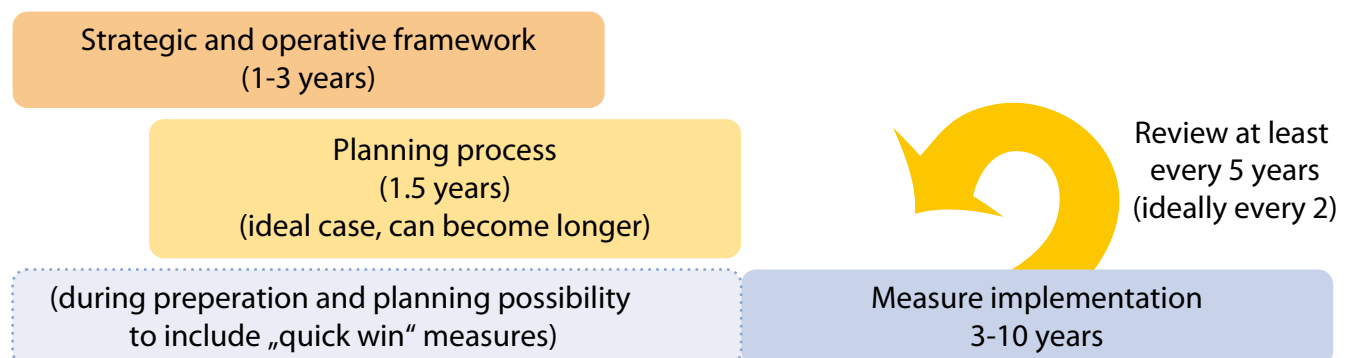 Strategic and operative framework
(1-3 years)
Planning process
(1.5 years)
(ideal case, can become longer)
Review at least
every 5 years
(ideally every 2)
(during preperation and planning possibility
to include „quick win“ measures)
Measure implementation
3-10 years